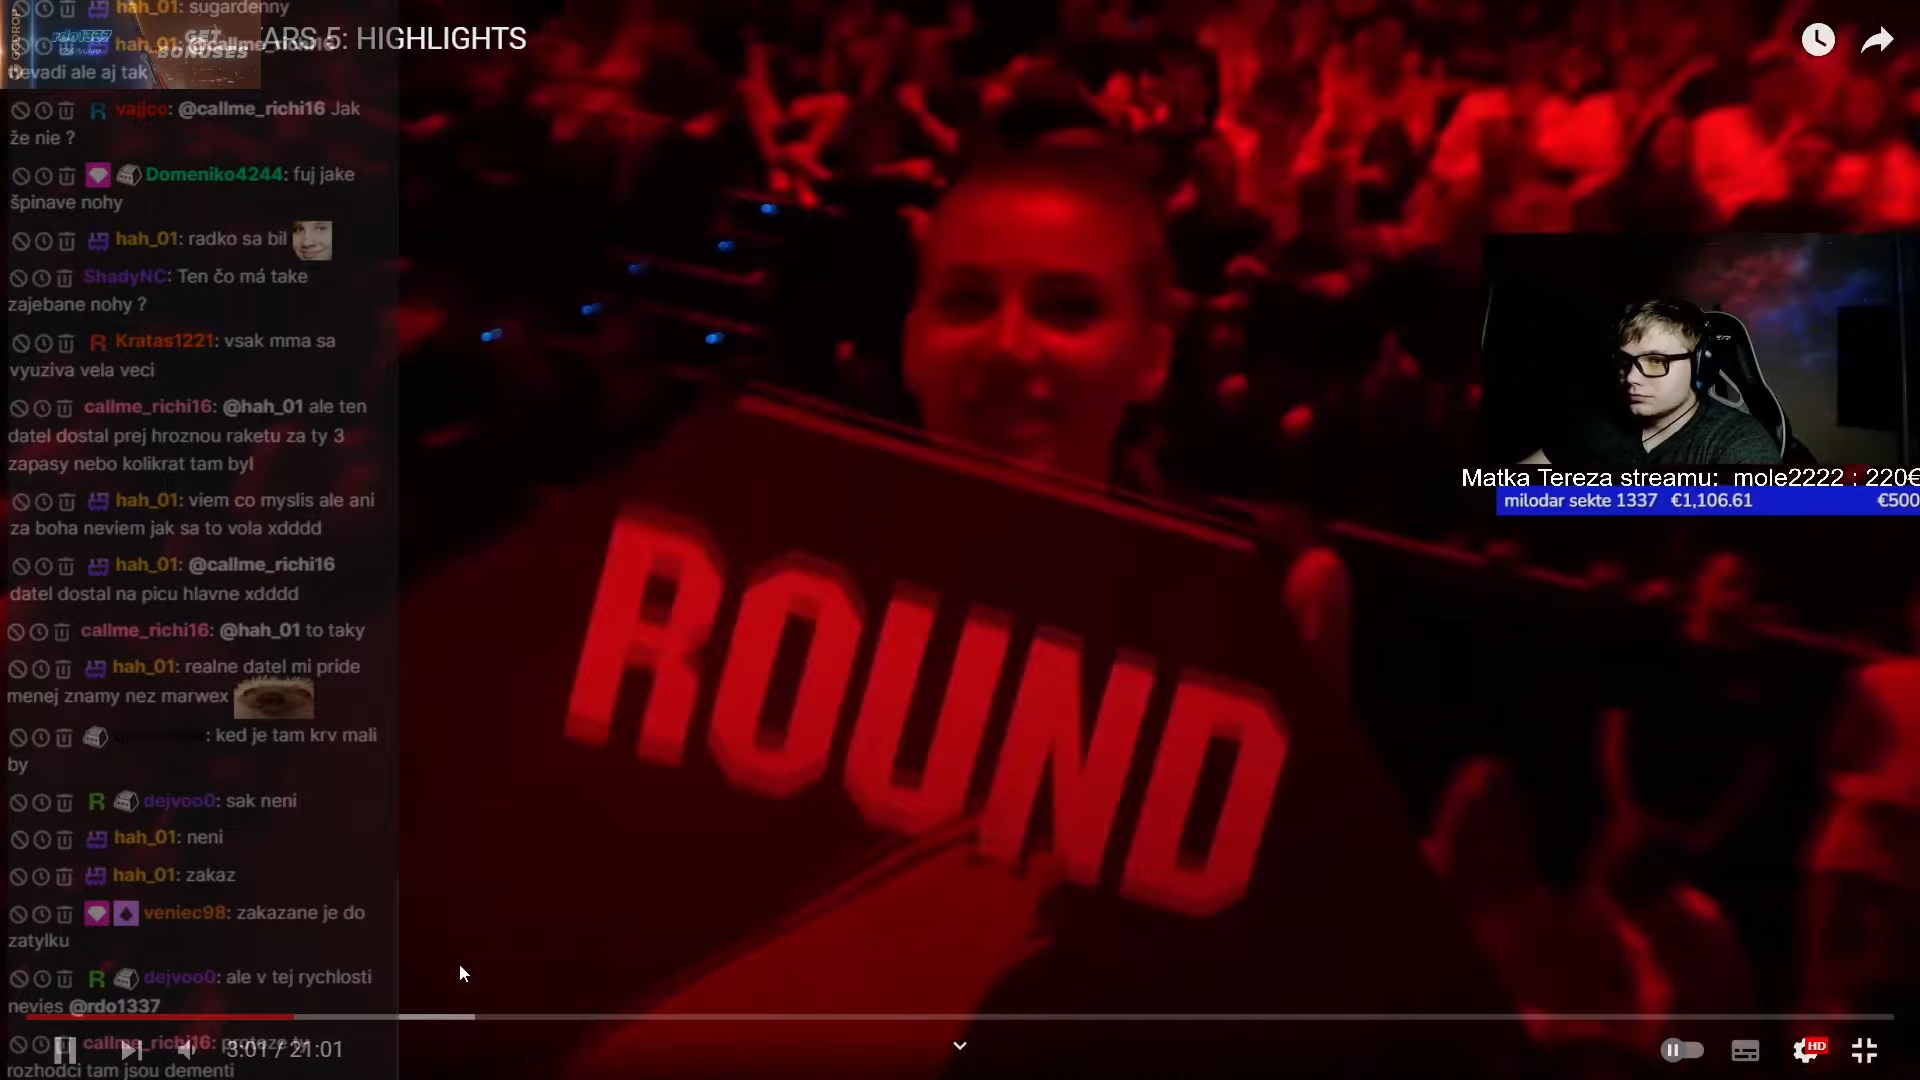 hah_01: sugardenny
ARS 5: HIGHLIGHTS
rdo1337
GET
BONUSES
nevadi ale aj tak
vajjco: @callme_richi16 Jak
že nie ?
Domeniko4244: fuj jake
špinave nohy
hah_01: radko sa bil
ShadyNC: Ten čo má take
zajebane nohy ?
Kratas1221: vsak mma sa
vyuziva vela veci
callme_richi16: @hah_01 ale ten
datel dostal prej hroznou raketu za ty 3
zapasy nebo kolikrat tam byl
hah_01: viem co myslis ale ani
za boha neviem jak sa to vola xdddd
hah_01: @callme_richi16
datel dostal na picu hlavne xdddd
callme_richi16: @hah_01 to taky
hah_01: realne datel mi pride
menej znamy nez marwex
: ked je tam krv mali
by
dejvoo0: sak neni
hah_01: neni
hah_01: zakaz
veniec98: zakazane je do
zatylku
dejvoo0: ale v tej rychlosti
nevies @rdo1337
callme_richi16: protoze ty
rozhodci tam jsou dementi
3:01 / 21:01
ROUND
Matka Tereza streamu: mole2222 : 220€
milodar sekte 1337 €1,106.61 €500
HD